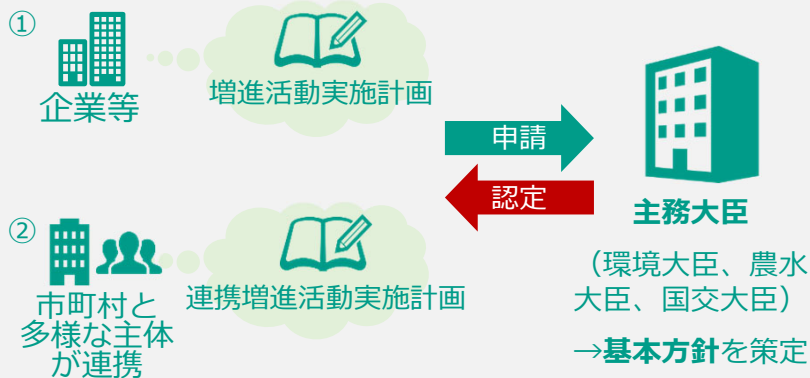 ①
企業等
増進活動実施計画
②
市町村と
多様な主体
が連携
連携増進活動実施計画
申請
認定
主務大臣
（環境大臣、農水
大臣、国交大臣）
→基本方針を策定